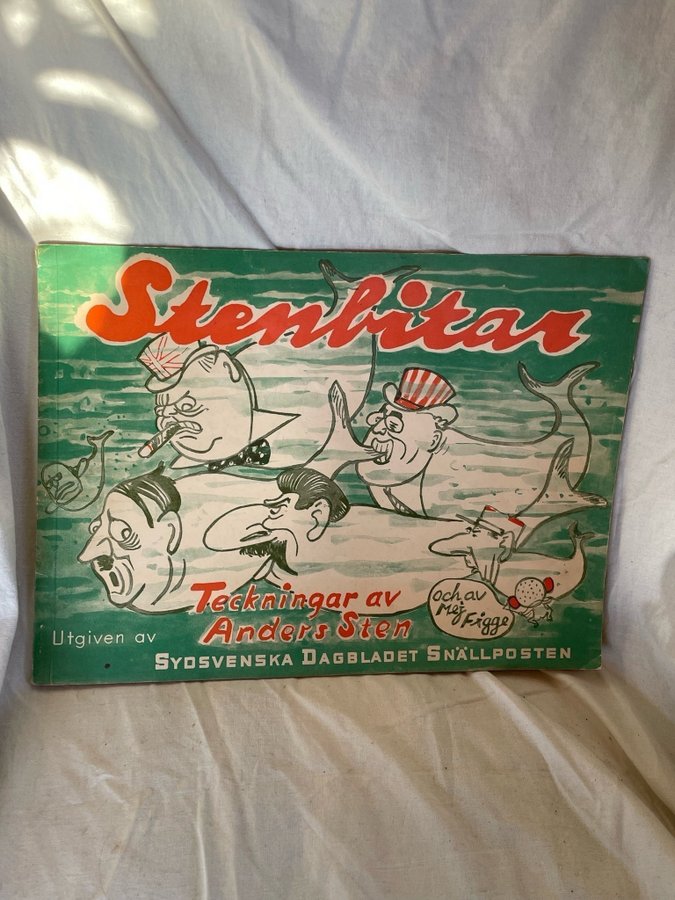 Stenbitar
Teckningar av
Anders Sten
och av
Mej
Figge
Utgiven av
SYDSVENSKA DAGBLADET SNÄLLPOSTEN